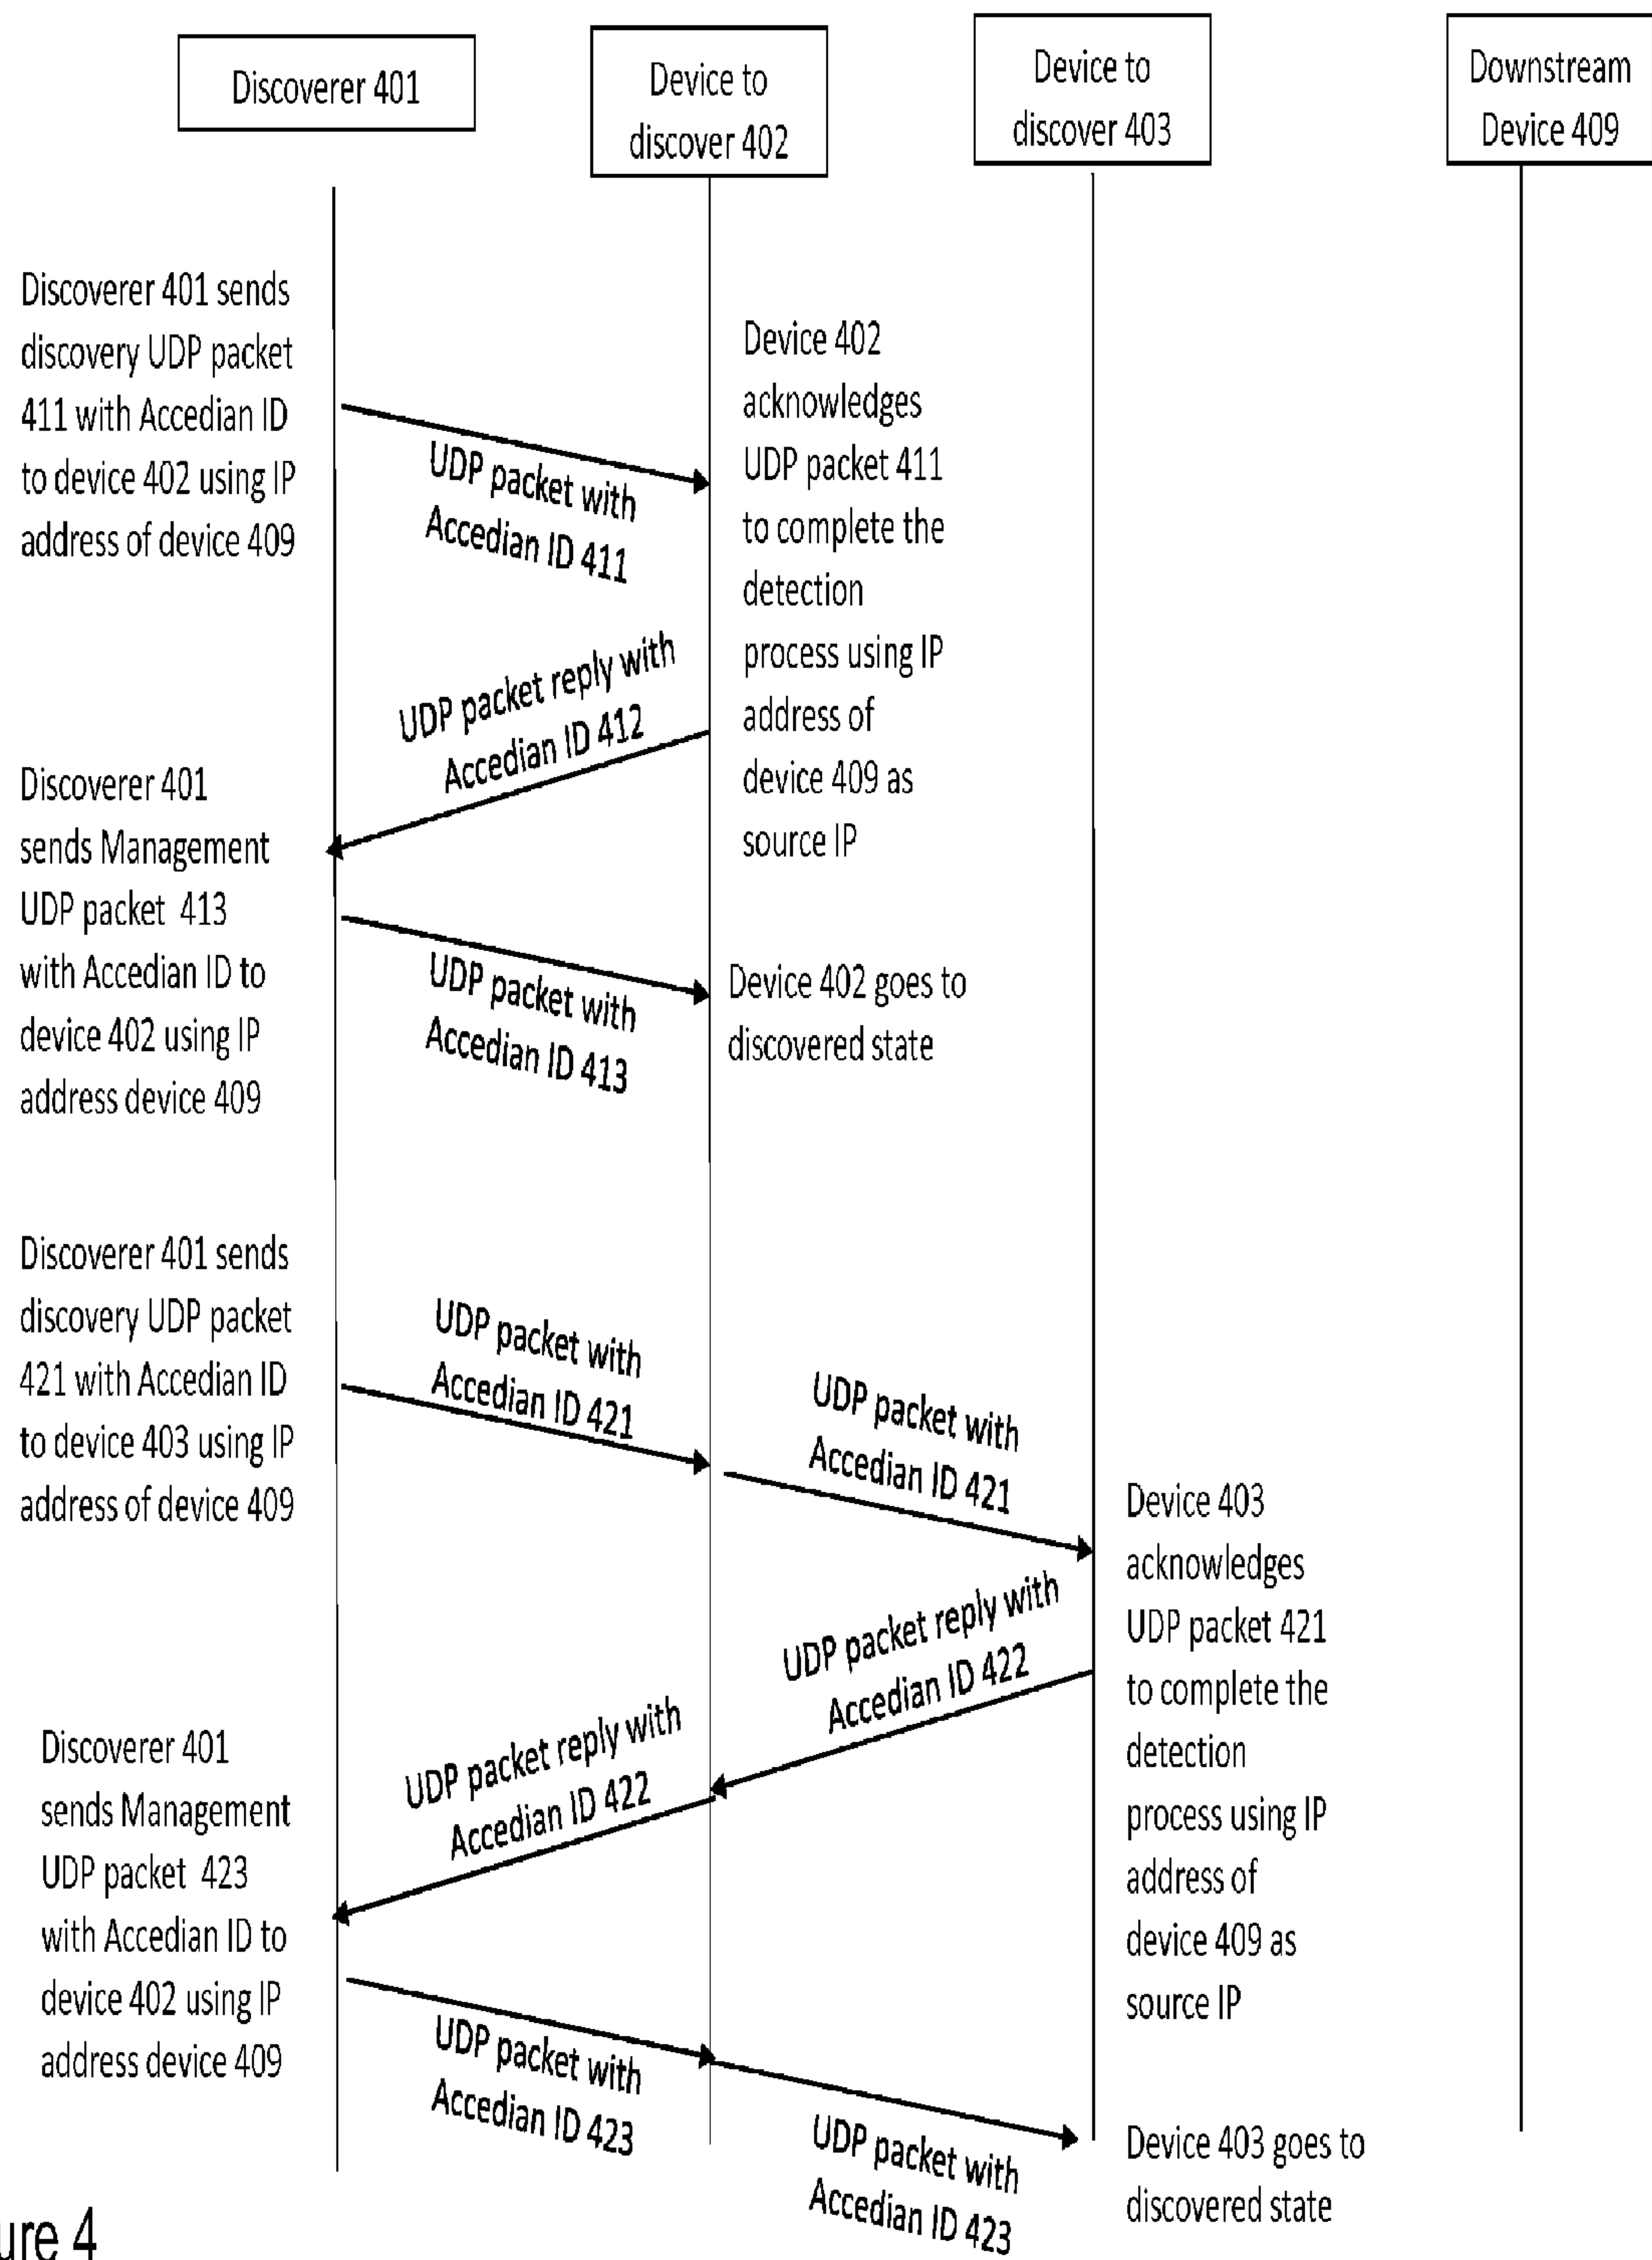 Discoverer 401
Device to
discover 402
Device to
discover 403
Downstream
Device 409
Discoverer 401 sends
discovery UDP packet
411 with Accedian ID
to device 402 using IP
address of device 409
UDP packet with
Accedian ID 411
Device 402
acknowledges
UDP packet 411
to complete the
detection
process using IP
address of
device 409 as
source IP
UDP packet reply with
Accedian ID 412
Discoverer 401
sends Management
UDP packet 413
with Accedian ID to
device 402 using IP
address device 409
UDP packet with
Accedian ID 413
Device 402 goes to
discovered state
Discoverer 401 sends
discovery UDP packet
421 with Accedian ID
to device 403 using IP
address of device 409
UDP packet with
Accedian ID 421
UDP packet with
Accedian ID 421
Device 403
acknowledges
UDP packet 421
to complete the
detection
process using IP
address of
device 409 as
source IP
UDP packet reply with
Accedian ID 422
UDP packet reply with
Accedian ID 422
Discoverer 401
sends Management
UDP packet 423
with Accedian ID to
device 402 using IP
address device 409
UDP packet with
Accedian ID 423
UDP packet with
Accedian ID 423
Device 403 goes to
discovered state
ure 4